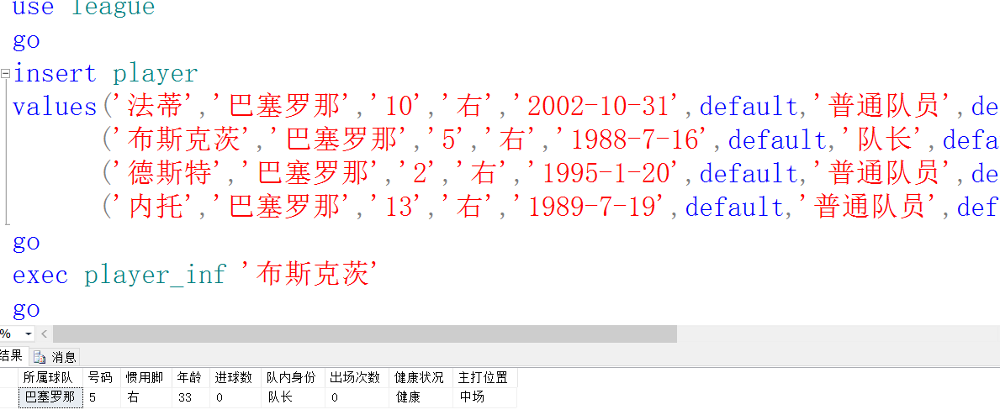 use league
go
insert player
values('法蒂','巴塞罗那','10','右','2002-10-31',default,'普通队员',de
('布斯克茨','巴塞罗那','5','右','1988-7-16',default,'队长',defa
('德斯特','巴塞罗那','2','右','1995-1-20',default,'普通队员',de
('内托','巴塞罗那','13','右','1989-7-19',default,'普通队员',def
go
exec player_inf '布斯克茨'
go
%
结果 消息
所属球队 号码 惯用脚 年龄 进球数 队内身份 出场次数 健康状况 主打位置
巴塞罗那 5 右 33 0 队长 0 健康 中场